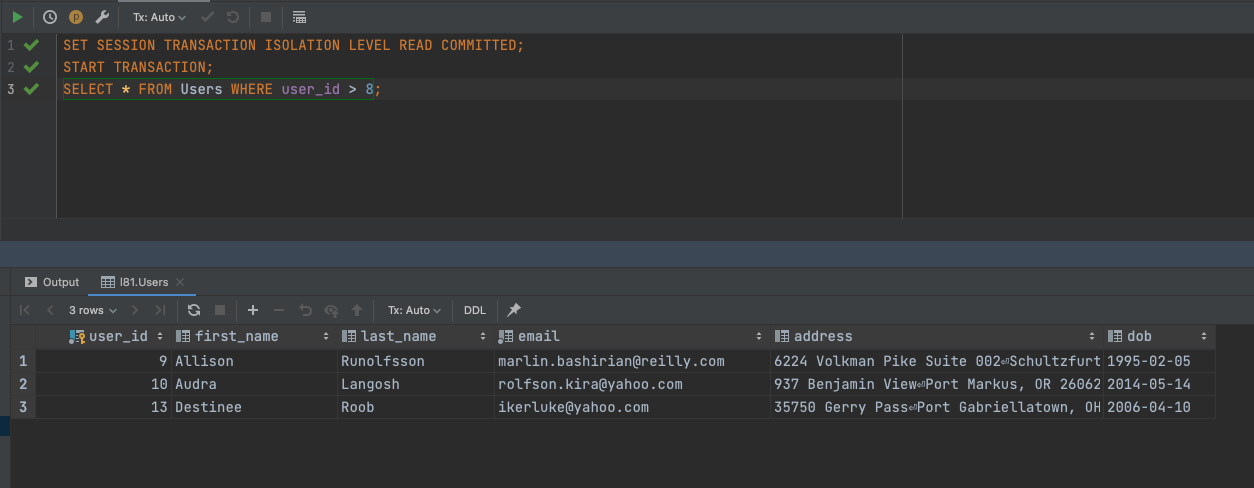 Tx: Auto
1 SET SESSION TRANSACTION ISOLATION LEVEL READ COMMITTED;
2 START TRANSACTION;
3 SELECT * FROM Users WHERE user_id > 8;
Output l81.Users
3 rows Tx: Auto DDL
user_id first_name last_name email address dob
1 9 Allison Runolfsson marlin.bashirian@reilly.com 6224 Volkman Pike Suite 002⏎Schultzfurt 1995-02-05
2 10 Audra Langosh rolfson.kira@yahoo.com 937 Benjamin View⏎Port Markus, OR 26062 2014-05-14
3 13 Destinee Roob ikerluke@yahoo.com 35750 Gerry Pass⏎Port Gabriellatown, OH 2006-04-10